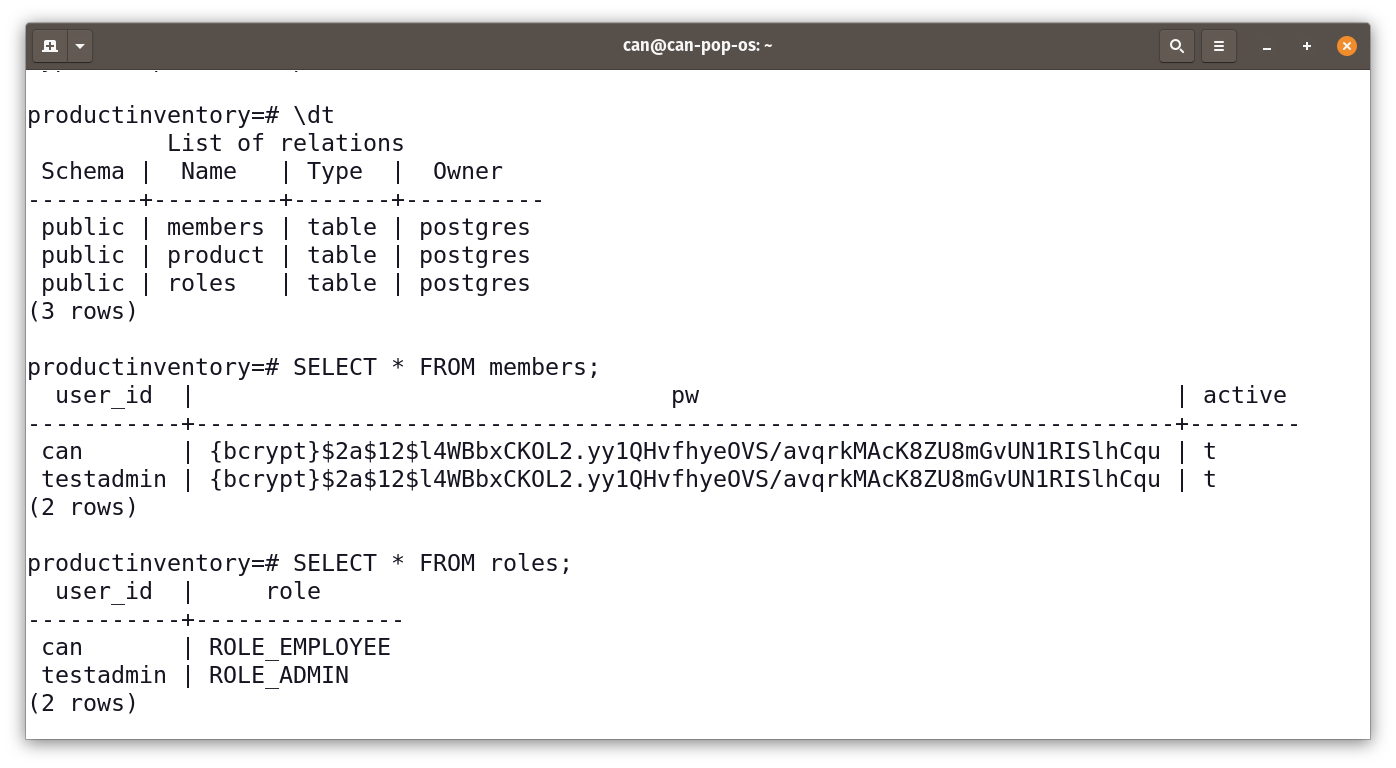 can@can-pop-os: ~
productinventory=# \dt
          List of relations
 Schema |  Name   | Type  |  Owner
--------+---------+-------+----------
 public | members | table | postgres
 public | product | table | postgres
 public | roles   | table | postgres
(3 rows)
productinventory=# SELECT * FROM members;
  user_id  |                                  pw                                  | active
-----------+----------------------------------------------------------------------+--------
 can       | {bcrypt}$2a$12$l4WBbxCKOL2.yy1QHvfhyeOVS/avqrkMAcK8ZU8mGvUN1RISlhCqu | t
 testadmin | {bcrypt}$2a$12$l4WBbxCKOL2.yy1QHvfhyeOVS/avqrkMAcK8ZU8mGvUN1RISlhCqu | t
(2 rows)
productinventory=# SELECT * FROM roles;
  user_id  |     role
-----------+---------------
 can       | ROLE_EMPLOYEE
 testadmin | ROLE_ADMIN
(2 rows)